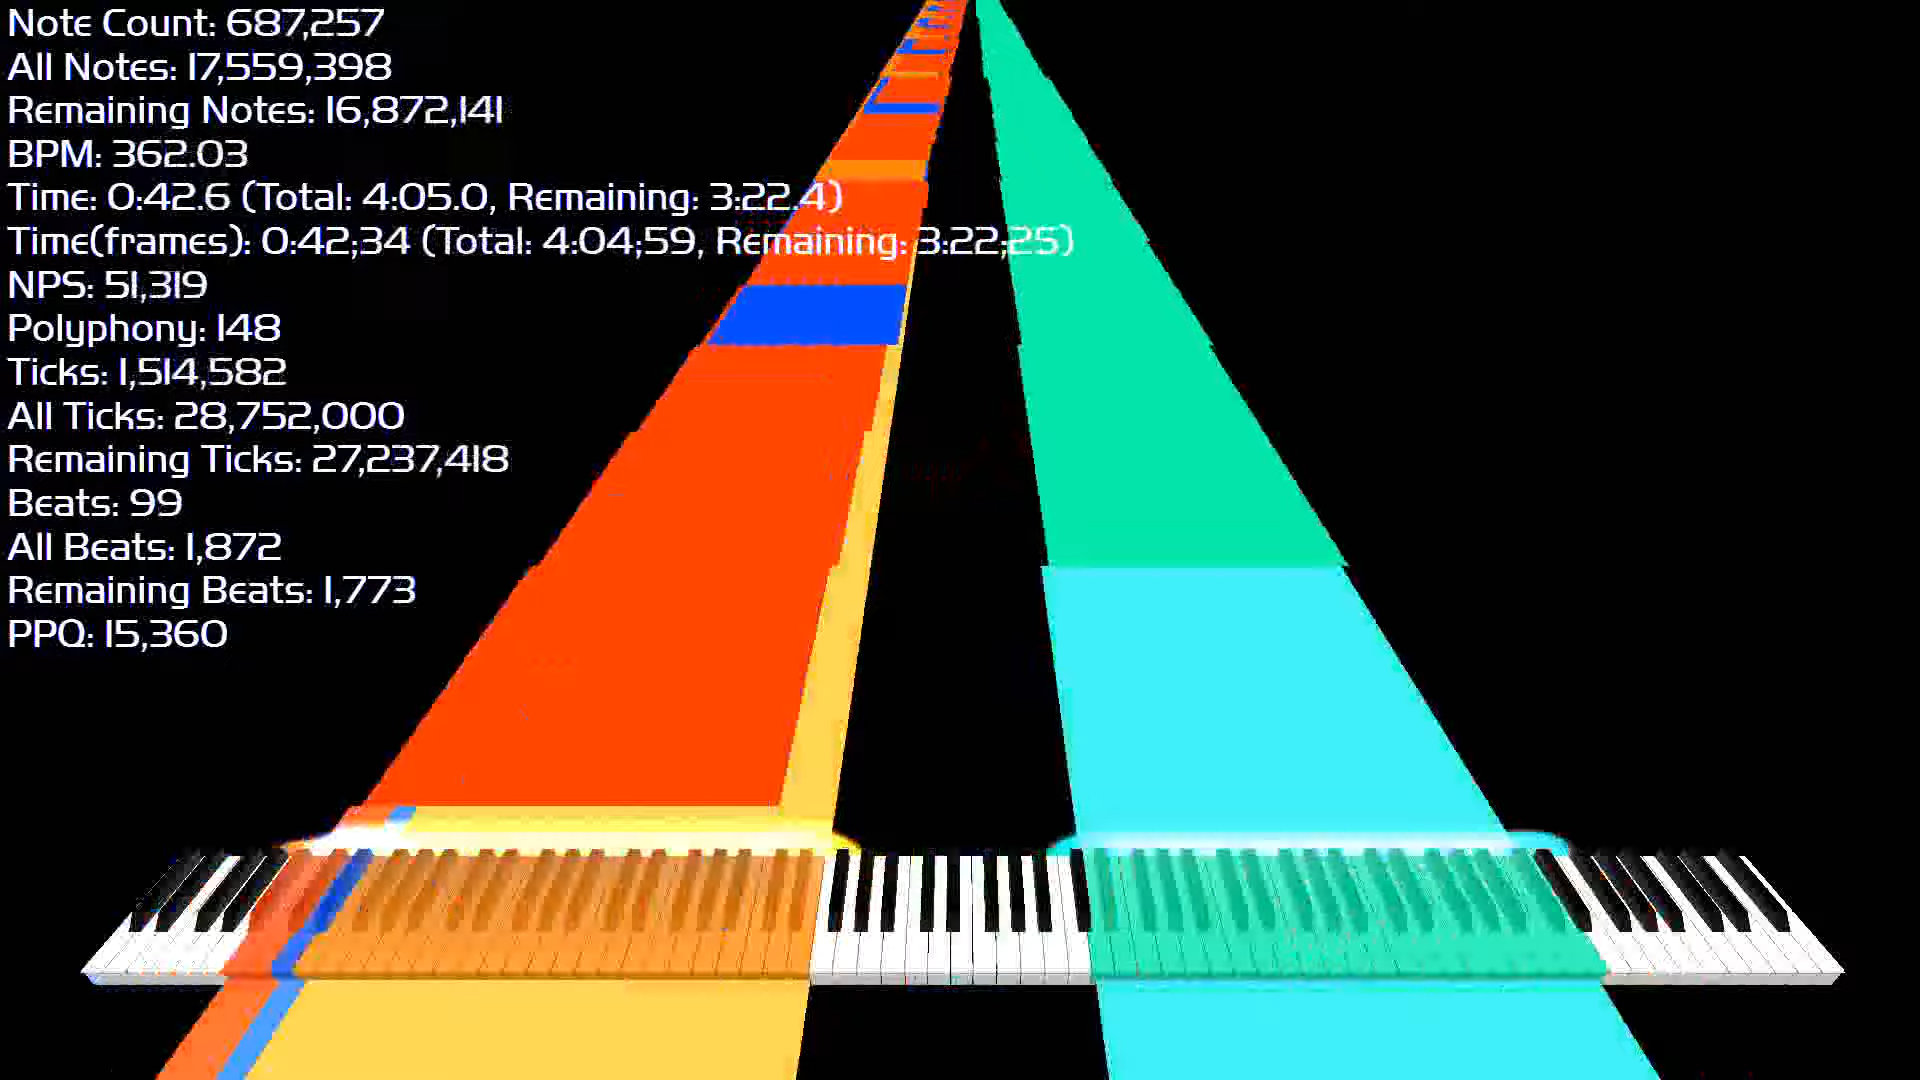 Note Count: 687,257
All Notes: 17,559,398
Remaining Notes: 16,872,141
BPM: 362.03
Time: 0:42.6 (Total: 4:05.0, Remaining: 3:22.4)
Time(frames): 0:42;34 (Total: 4:04;59, Remaining: 3:22;25)
NPS: 51,319
Polyphony: 148
Ticks: 1,514,582
All Ticks: 28,752,000
Remaining Ticks: 27,237,418
Beats: 99
All Beats: 1,872
Remaining Beats: 1,773
PPQ: 15,360